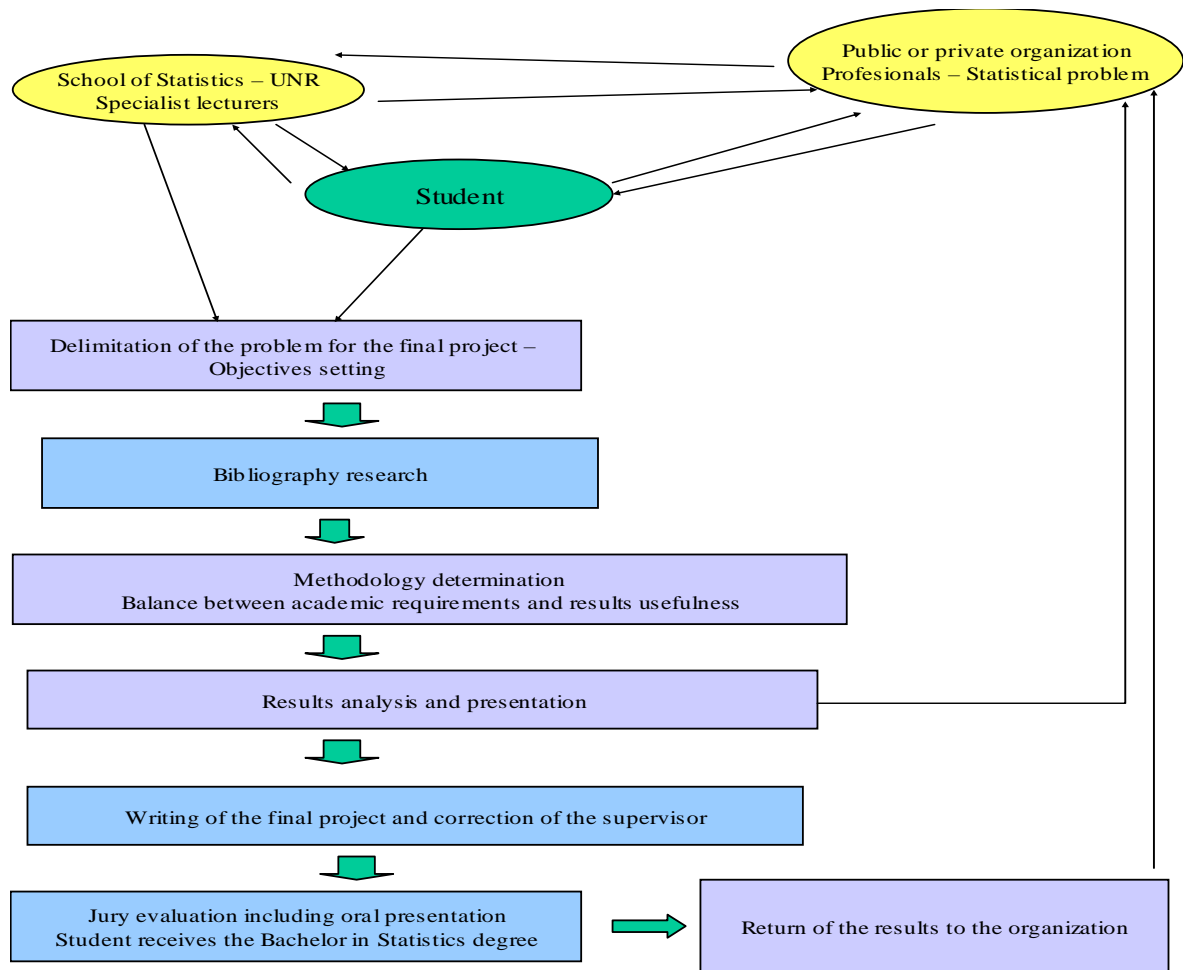 Public or private organization
Profesionals – Statistical problem
School of Statistics – UNR
Specialist lecturers
Student
Delimitation of the problem for the final project –
Objectives setting
Bibliography research
Methodology determination
Balance between academic requirements and results usefulness
Results analysis and presentation
Writing of the final project and correction of the supervisor
Jury evaluation including oral presentation
Student receives the Bachelor in Statistics degree
Return of the results to the organization